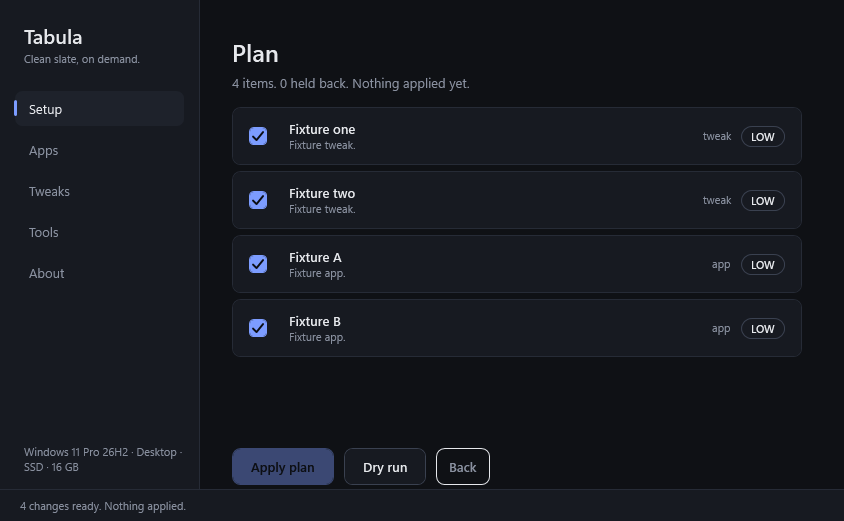 Tabula
Clean slate, on demand.
Setup
Apps
Tweaks
Tools
About
Windows 11 Pro 26H2 · Desktop ·
SSD · 16 GB
Plan
4 items. 0 held back. Nothing applied yet.
Fixture one
Fixture tweak.
tweak LOW
Fixture two
Fixture tweak.
tweak LOW
Fixture A
Fixture app.
app LOW
Fixture B
Fixture app.
app LOW
Apply plan Dry run Back
4 changes ready. Nothing applied.